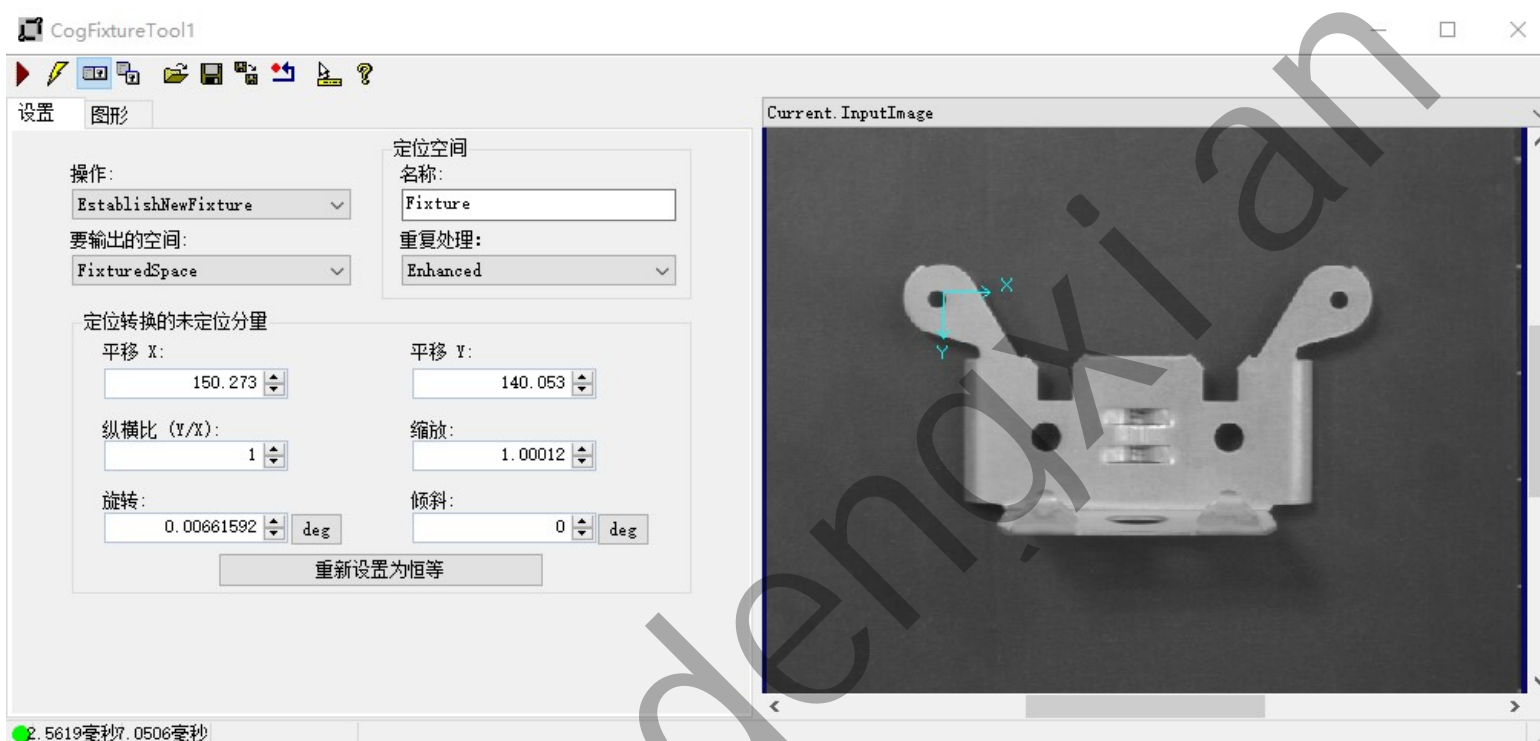 CogFixtureTool1
设置 图形
Current.InputImage
定位空间
操作: 名称:
EstablishNewFixture Fixture
要输出的空间: 重复处理:
FixturedSpace Enhanced
定位转换的未定位分量
平移 X: 平移 Y:
150.273 140.053
纵横比 (Y/X): 缩放:
1 1.00012
旋转: 倾斜:
0.00661592 deg 0 deg
重新设置为恒等
X
Y
2.5619毫秒7.0506毫秒
dengxian